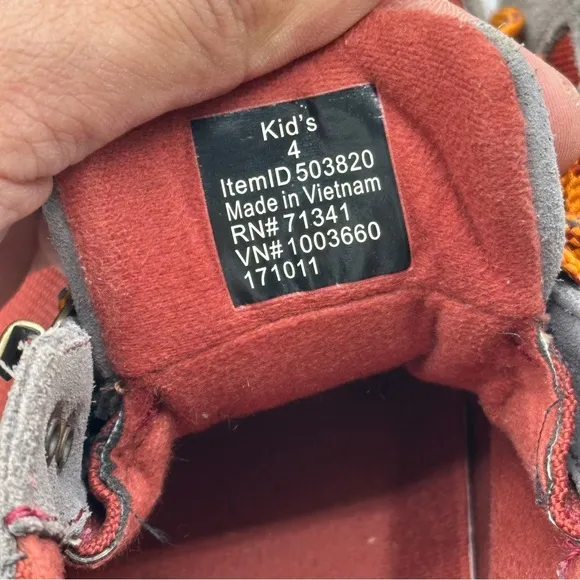 Kid's
4
ItemID 503820
Made in Vietnam
RN# 71341
VN# 1003660
171011